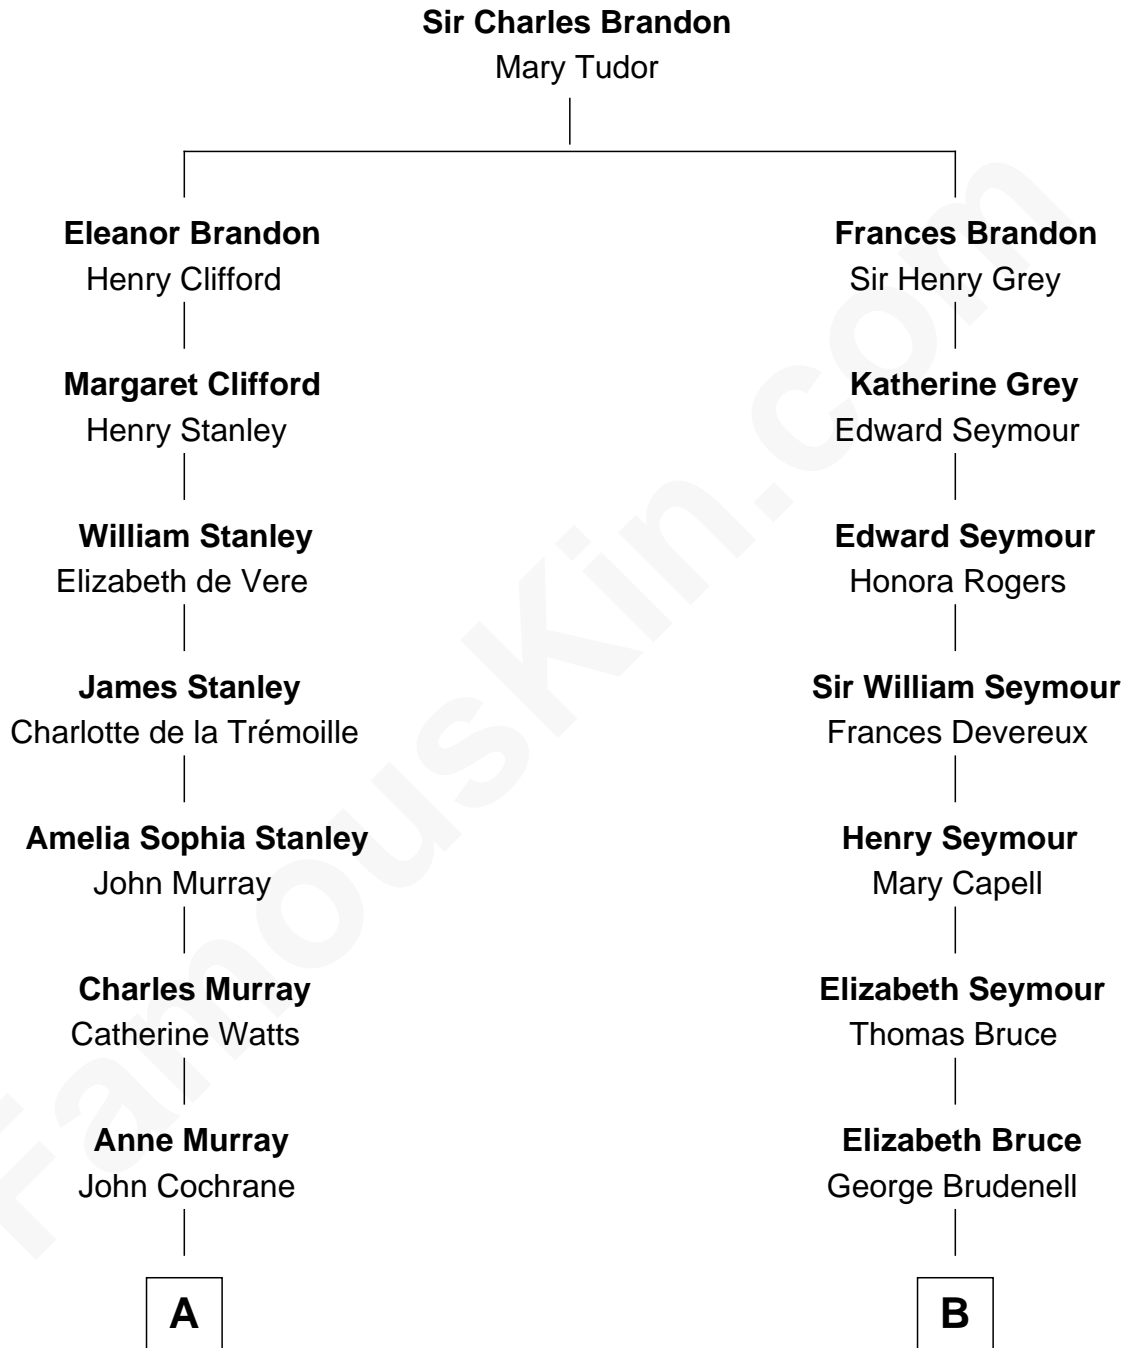 Sir Charles Brandon
Mary Tudor
Eleanor Brandon
Henry Clifford
Margaret Clifford
Henry Stanley
William Stanley
Elizabeth de Vere
James Stanley
Charlotte de la Trémoille
Amelia Sophia Stanley
John Murray
Charles Murray
Catherine Watts
Anne Murray
John Cochrane
A
Frances Brandon
Sir Henry Grey
Katherine Grey
Edward Seymour
Edward Seymour
Honora Rogers
Sir William Seymour
Frances Devereux
Henry Seymour
Mary Capell
Elizabeth Seymour
Thomas Bruce
Elizabeth Bruce
George Brudenell
B
FamousKin.com